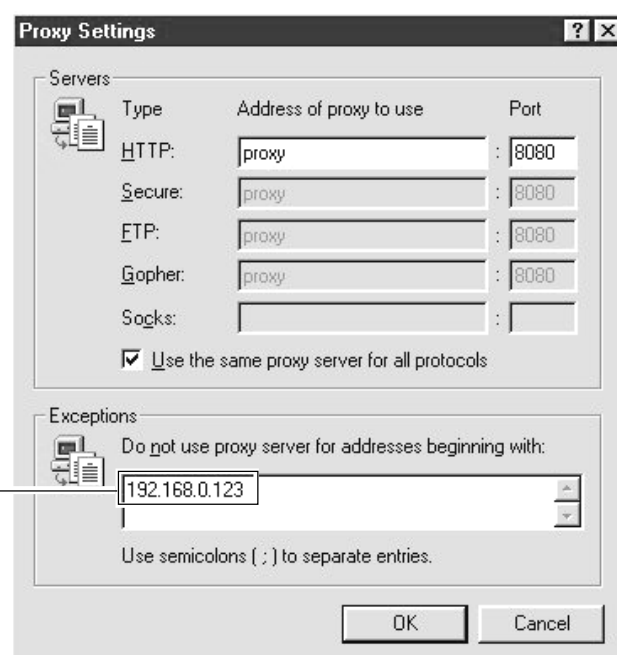 Proxy Settings ? ×
Servers
Type Address of proxy to use Port
HTTP: proxy : 8080
Secure: proxy : 8080
FTP: proxy : 8080
Gopher: proxy : 8080
Socks: :
Use the same proxy server for all protocols
Exceptions
Do not use proxy server for addresses beginning with:
192.168.0.123
Use semicolons ( ; ) to separate entries.
OK Cancel